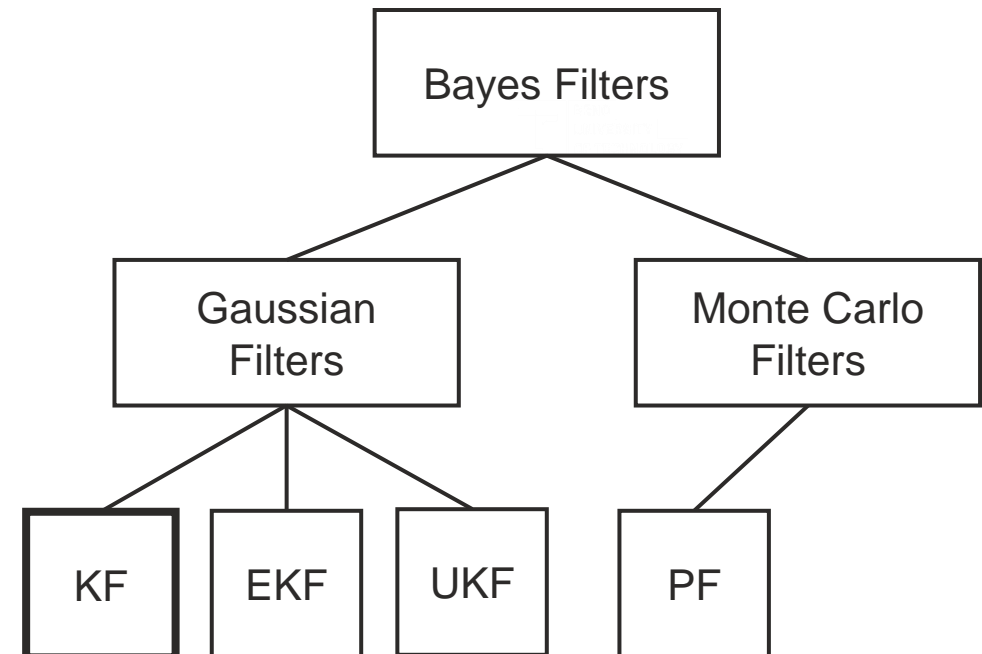 Bayes Filters
Gaussian
Filters
Monte Carlo
Filters
KF
EKF
UKF
PF